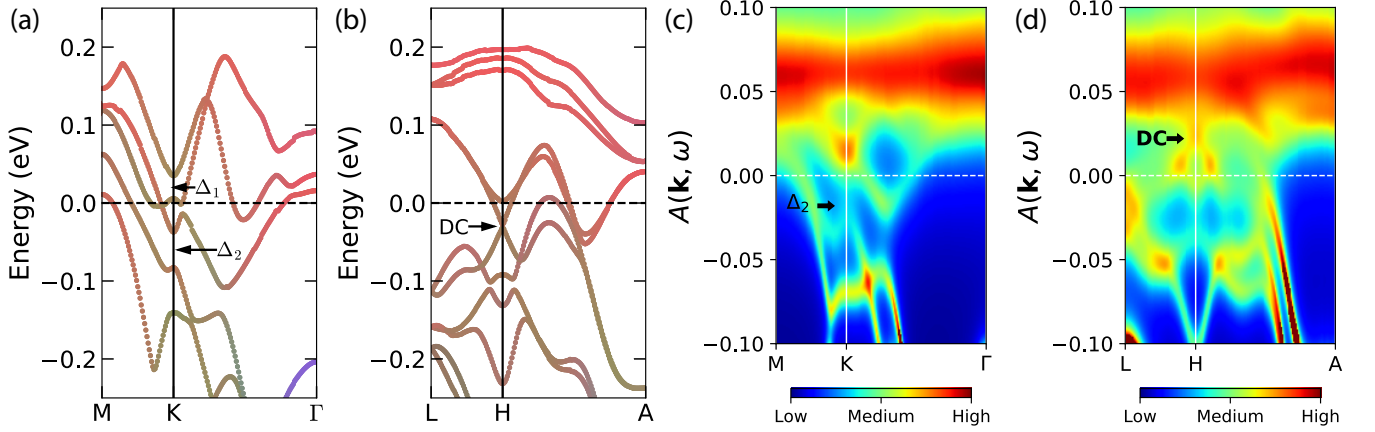 (a)
Energy (eV)
0.2
0.1
0.0
−0.1
−0.2
Δ1
Δ2
M K Γ
(b)
Energy (eV)
0.2
0.1
0.0
−0.1
−0.2
DC
L H A
(c)
A(k, ω)
0.10
0.05
0.00
−0.05
−0.10
Δ2
M K Γ
Low Medium High
(d)
A(k, ω)
0.10
0.05
0.00
−0.05
−0.10
DC
L H A
Low Medium High